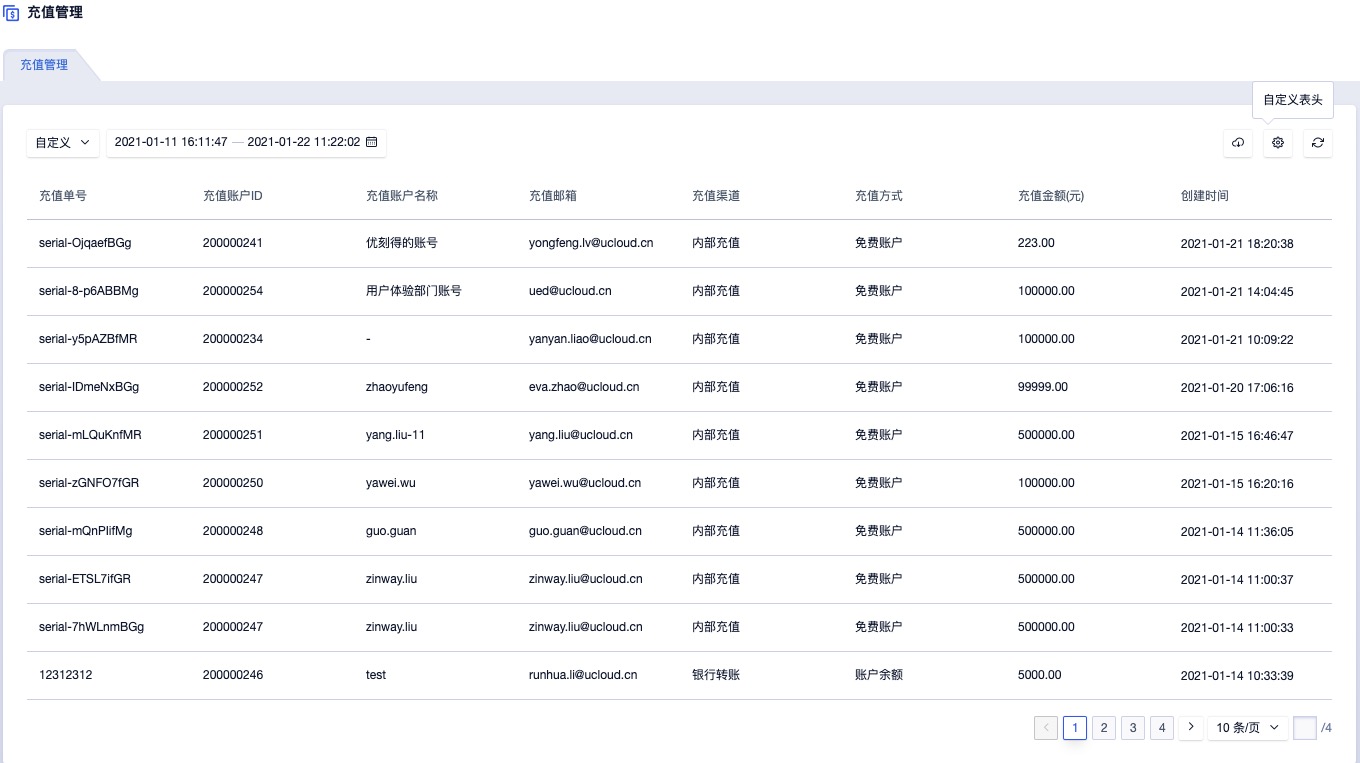 充值管理
充值管理
自定义表头
自定义 2021-01-11 16:11:47 — 2021-01-22 11:22:02
充值单号 充值账户ID 充值账户名称 充值邮箱 充值渠道 充值方式 充值金额(元) 创建时间
serial-OjqaefBGg 200000241 优刻得的账号 yongfeng.lv@ucloud.cn 内部充值 免费账户 223.00 2021-01-21 18:20:38
serial-8-p6ABBMg 200000254 用户体验部门账号 ued@ucloud.cn 内部充值 免费账户 100000.00 2021-01-21 14:04:45
serial-y5pAZBfMR 200000234 - yanyan.liao@ucloud.cn 内部充值 免费账户 100000.00 2021-01-21 10:09:22
serial-IDmeNxBGg 200000252 zhaoyufeng eva.zhao@ucloud.cn 内部充值 免费账户 99999.00 2021-01-20 17:06:16
serial-mLQuKnfMR 200000251 yang.liu-11 yang.liu@ucloud.cn 内部充值 免费账户 500000.00 2021-01-15 16:46:47
serial-zGNFO7fGR 200000250 yawei.wu yawei.wu@ucloud.cn 内部充值 免费账户 100000.00 2021-01-15 16:20:16
serial-mQnPlifMg 200000248 guo.guan guo.guan@ucloud.cn 内部充值 免费账户 500000.00 2021-01-14 11:36:05
serial-ETSL7ifGR 200000247 zinway.liu zinway.liu@ucloud.cn 内部充值 免费账户 500000.00 2021-01-14 11:00:37
serial-7hWLnmBGg 200000247 zinway.liu zinway.liu@ucloud.cn 内部充值 免费账户 500000.00 2021-01-14 11:00:33
12312312 200000246 test runhua.li@ucloud.cn 银行转账 账户余额 5000.00 2021-01-14 10:33:39
1 2 3 4 10 条/页 /4